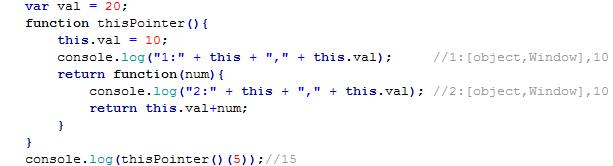 var val = 20;
function thisPointer(){
    this.val = 10;
    console.log("1:" + this + "," + this.val);     //1:[object,Window],10
    return function(num){
        console.log("2:" + this + "," + this.val); //2:[object,Window],10
        return this.val+num;
    }
}
console.log(thisPointer()(5));//15